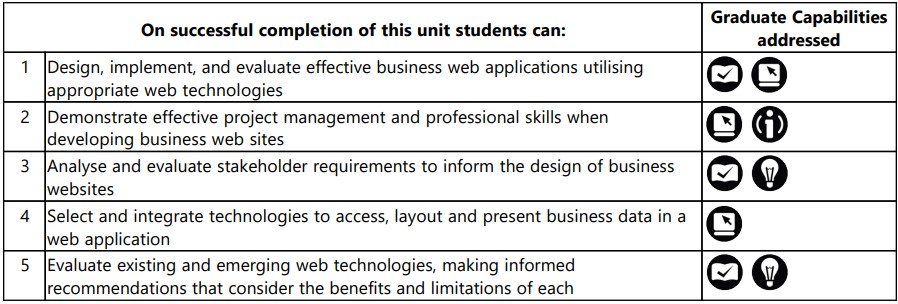 On successful completion of this unit students can:
Graduate Capabilities
addressed
1 Design, implement, and evaluate effective business web applications utilising
appropriate web technologies
2 Demonstrate effective project management and professional skills when
developing business web sites
3 Analyse and evaluate stakeholder requirements to inform the design of business
websites
4 Select and integrate technologies to access, layout and present business data in a
web application
5 Evaluate existing and emerging web technologies, making informed
recommendations that consider the benefits and limitations of each